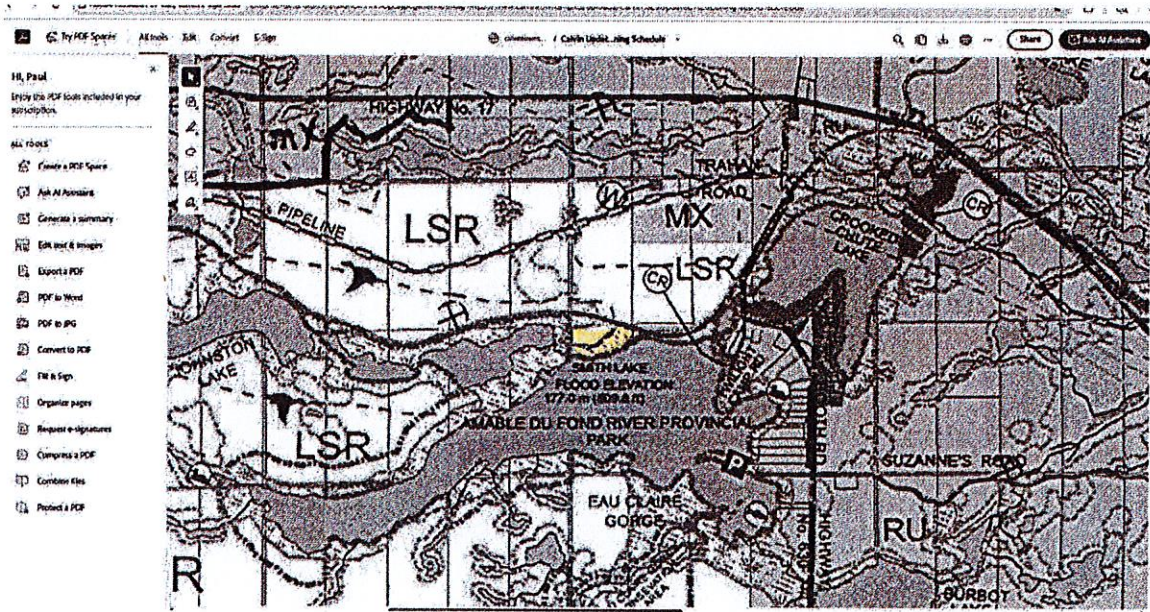 Try PDF Spaces
All tools
Edit
Convert
E-Sign
/ Calvin Updat...ning Schedule
Share
Ask AI Assistant
Hi, Paul
Enjoy the PDF tools included in your
subscription.
ALL TOOLS
Create a PDF Space
Ask AI Assistant
Generate a summary
Edit text & images
Export a PDF
PDF to Word
PDF to JPG
Convert to PDF
Fill & Sign
Organize pages
Request e-signatures
Compress a PDF
Combine files
Protect a PDF
HIGHWAY No. 17
TRAHAN
ROAD
PIPELINE
LSR
MX
LSR
CR
CROOKED
CHUTE
LAKE
CR
SMITH LAKE
FLOOD ELEVATION
LAKE
LSR
AMABLE DU FOND RIVER PROVINCIAL
PARK
SUZANNE'S ROAD
EAU CLAIRE
GORGE
HIGHWAY
RU
R